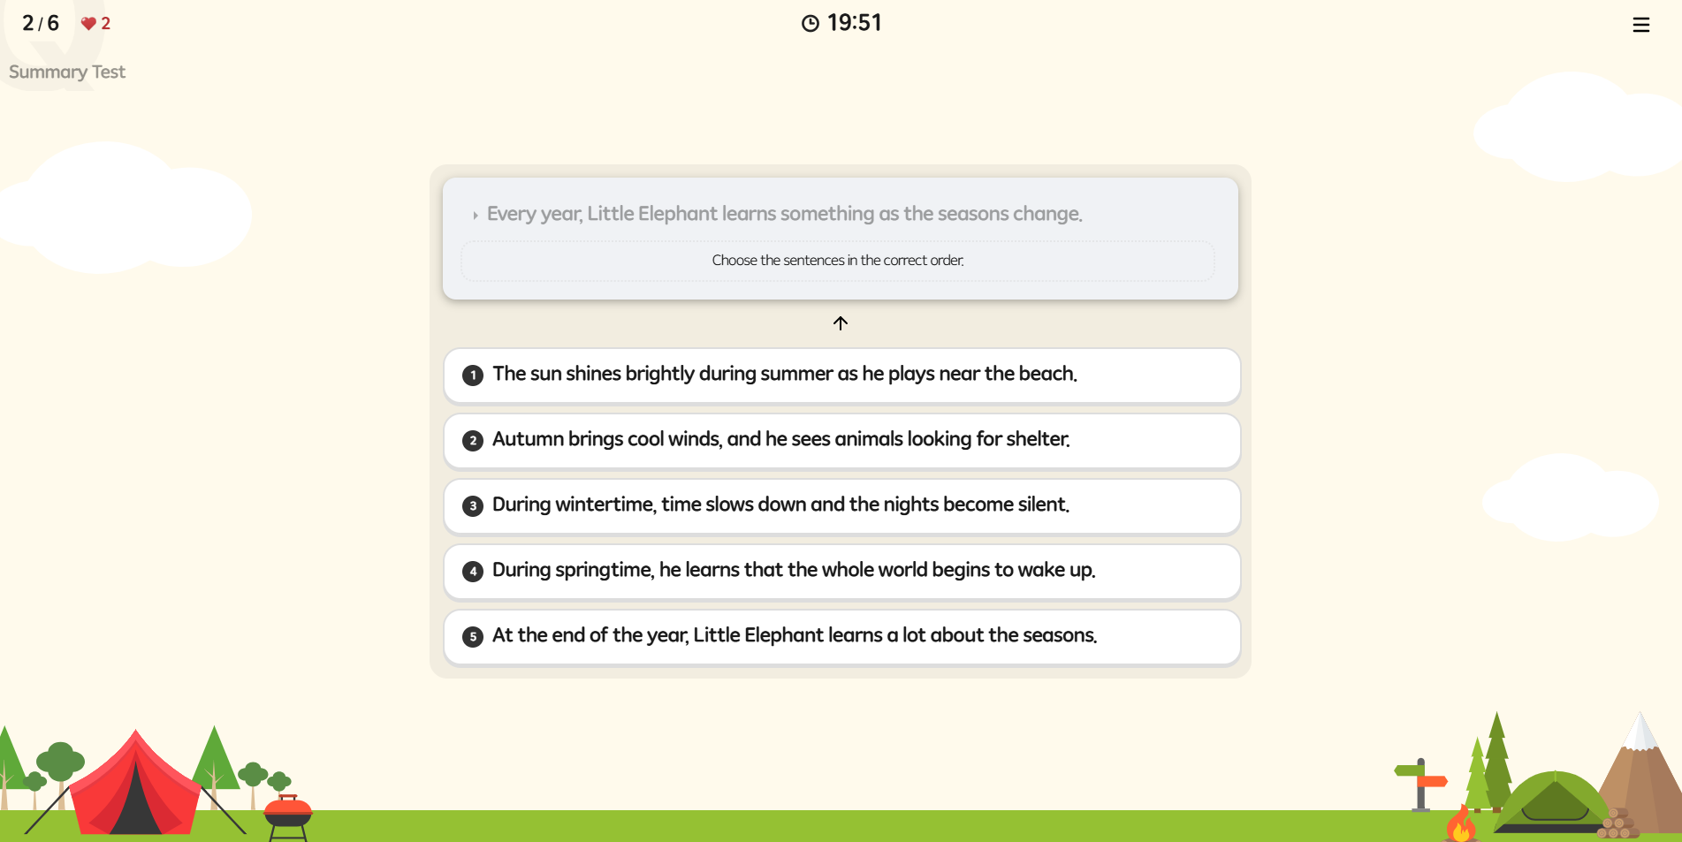 2 / 6 2
19:51
Summary Test
Every year, Little Elephant learns something as the seasons change.
Choose the sentences in the correct order.
1 The sun shines brightly during summer as he plays near the beach.
2 Autumn brings cool winds, and he sees animals looking for shelter.
3 During wintertime, time slows down and the nights become silent.
4 During springtime, he learns that the whole world begins to wake up.
5 At the end of the year, Little Elephant learns a lot about the seasons.